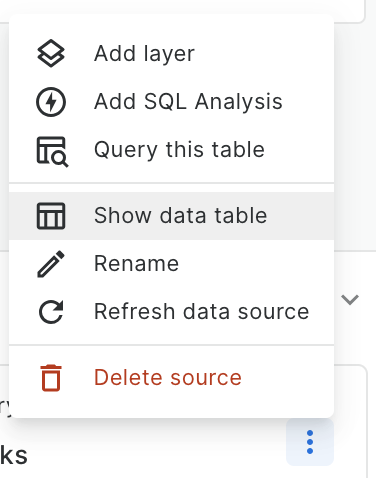 Add layer
Add SQL Analysis
Query this table
Show data table
Rename
Refresh data source
Delete source
ks